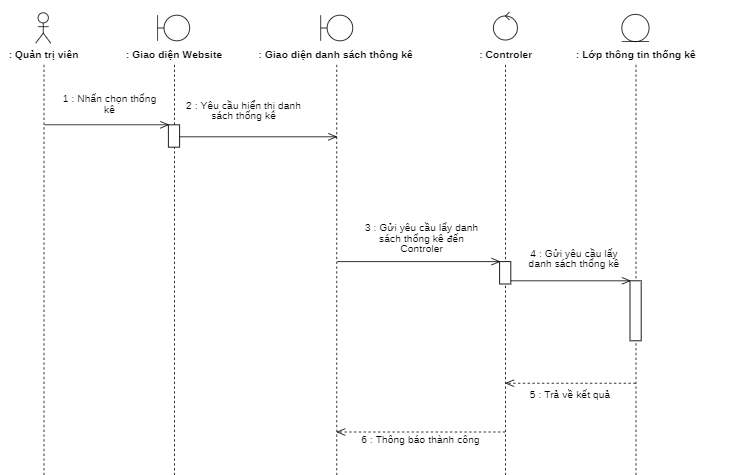 : Quản trị viên
: Giao diện Website
: Giao diện danh sách thông kê
: Controler
: Lớp thông tin thống kê
1 : Nhấn chọn thống
kê
2 : Yêu cầu hiển thị danh
sách thống kê
3 : Gửi yêu cầu lấy danh
sách thống kê đến
Controler
4 : Gửi yêu cầu lấy
danh sách thống kê
5 : Trả về kết quả
6 : Thông báo thành công